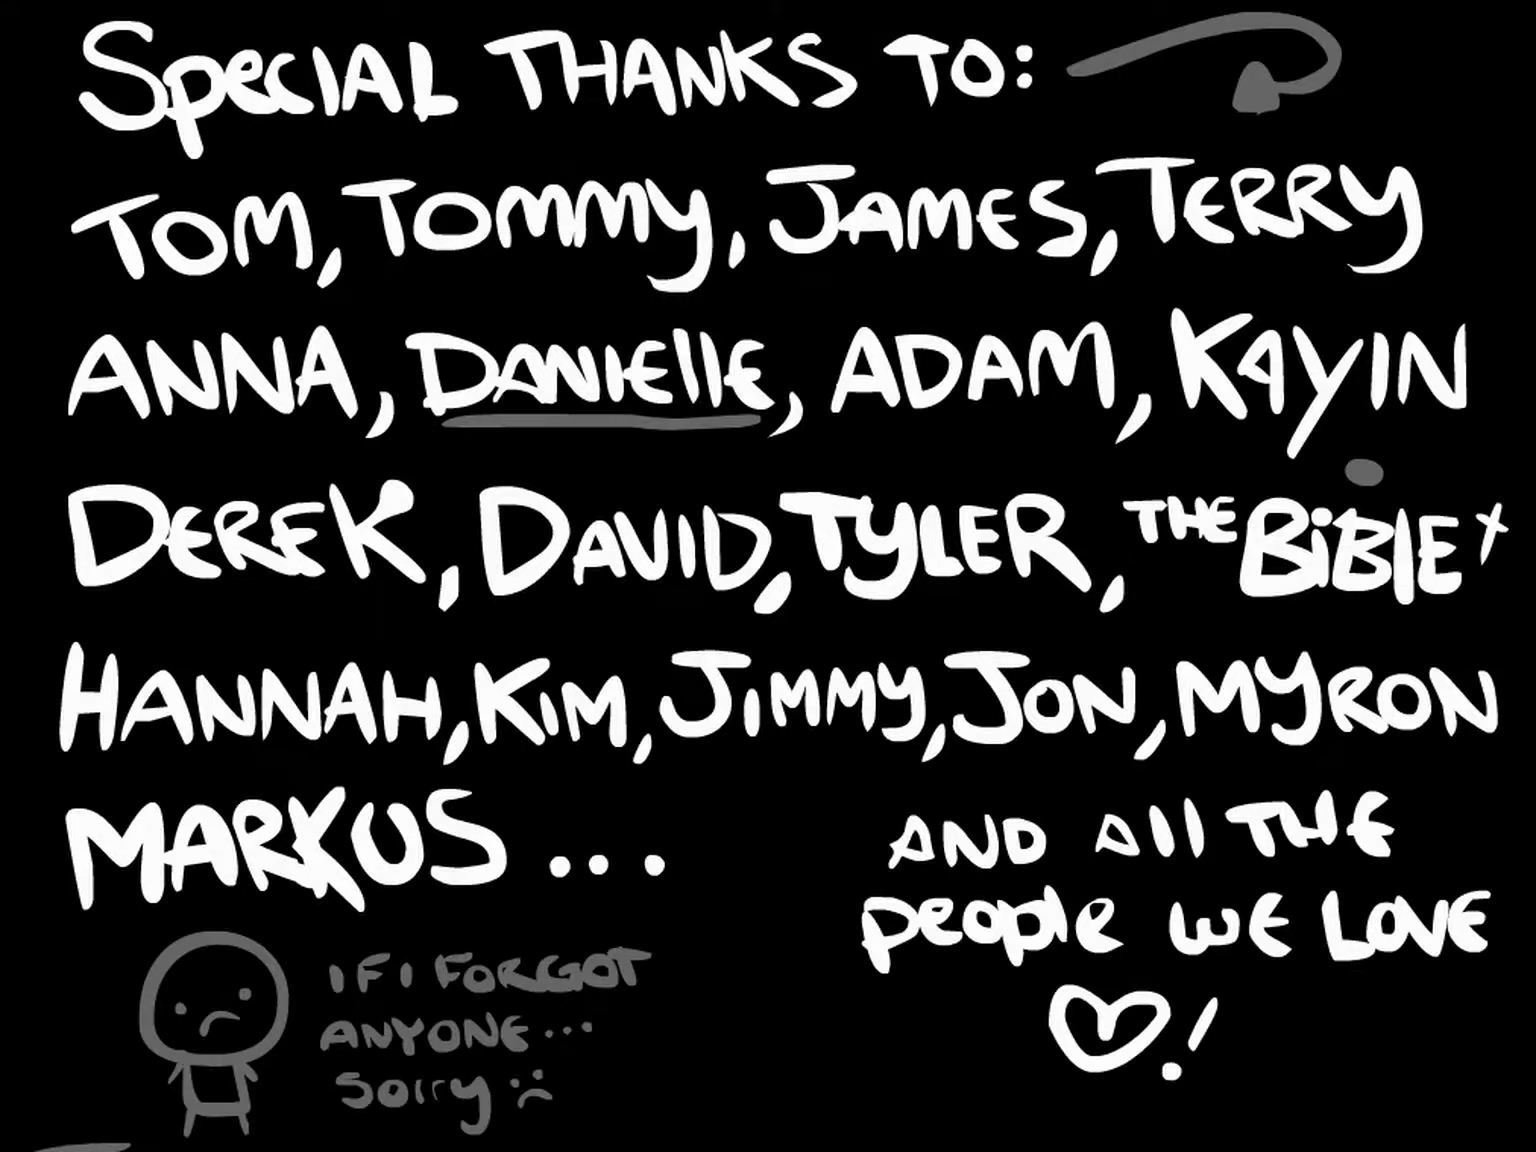 SpecIAL THANKS TO:
TOM, TOMMY, JAMES, TERRY
ANNA, DANIEllE, ADAM, KAYIN
DEREK, DAVID, TYLER, THE BiBlE
HANNAH, KiM, JiMMY, JON, MYRON
MARKUS ...
AND All THE
people WE LOVE
♡!
IF I FORGOT
ANYONE...
sorry :(